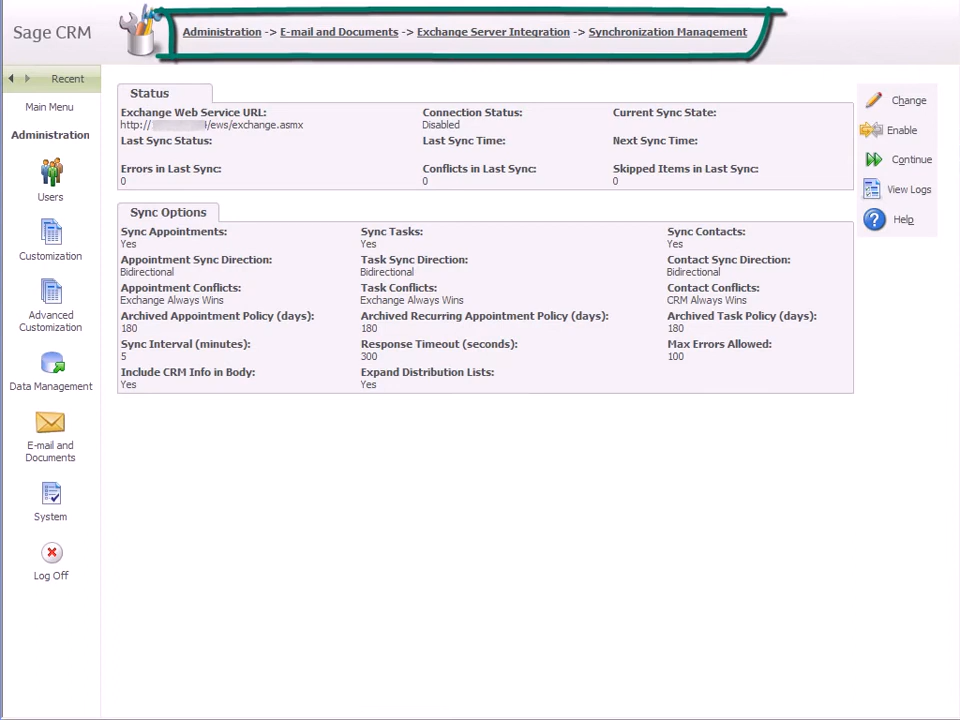 Sage CRM
Administration -> E-mail and Documents -> Exchange Server Integration -> Synchronization Management
Recent
Main Menu
Administration
Users
Customization
Advanced
Customization
Data Management
E-mail and
Documents
System
Log Off
Status
Exchange Web Service URL: Connection Status: Current Sync State:
http:// /ews/exchange.asmx Disabled
Last Sync Status: Last Sync Time: Next Sync Time:
Errors in Last Sync: Conflicts in Last Sync: Skipped Items in Last Sync:
0 0 0
Sync Options
Sync Appointments: Sync Tasks: Sync Contacts:
Yes Yes Yes
Appointment Sync Direction: Task Sync Direction: Contact Sync Direction:
Bidirectional Bidirectional Bidirectional
Appointment Conflicts: Task Conflicts: Contact Conflicts:
Exchange Always Wins Exchange Always Wins CRM Always Wins
Archived Appointment Policy (days): Archived Recurring Appointment Policy (days): Archived Task Policy (days):
180 180 180
Sync Interval (minutes): Response Timeout (seconds): Max Errors Allowed:
5 300 100
Include CRM Info in Body: Expand Distribution Lists:
Yes Yes
Change
Enable
Continue
View Logs
Help